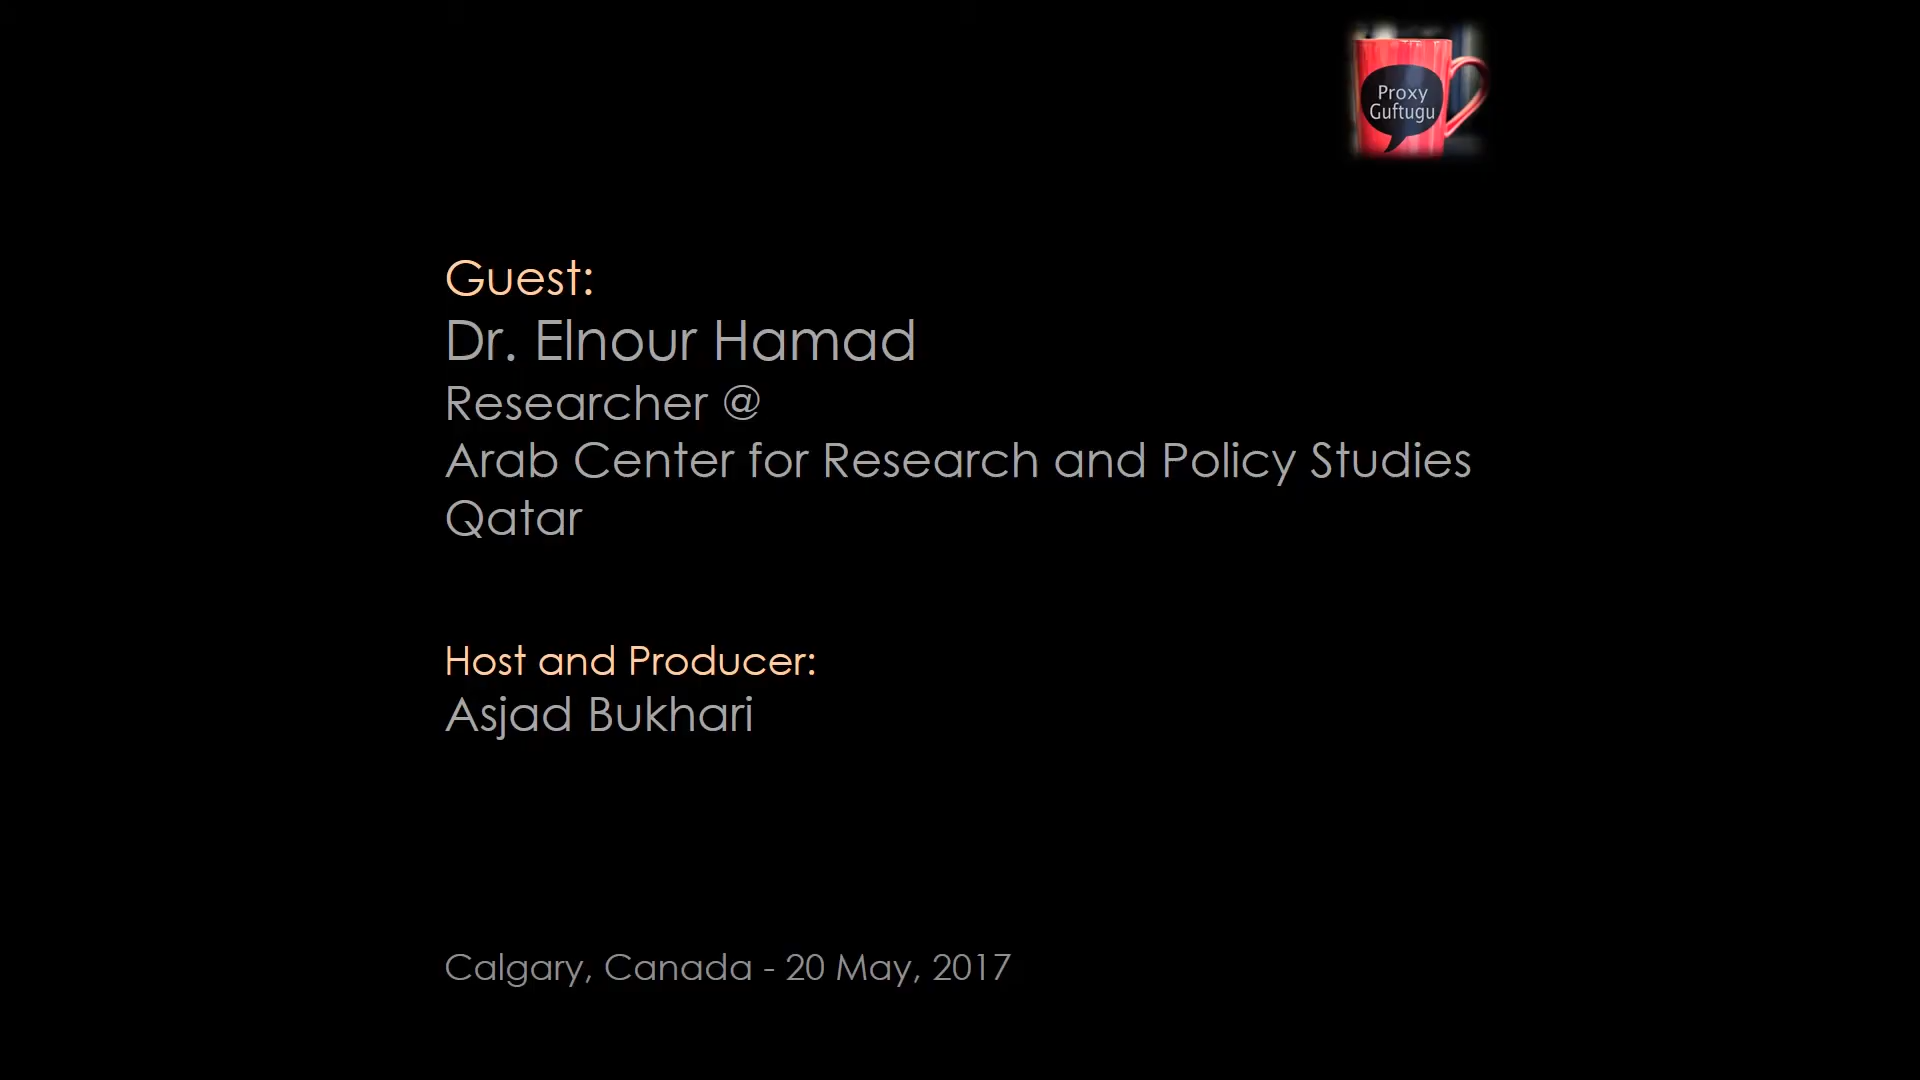 Proxy
Guftugu
Guest:
Dr. Elnour Hamad
Researcher @
Arab Center for Research and Policy Studies
Qatar
Host and Producer:
Asjad Bukhari
Calgary, Canada - 20 May, 2017